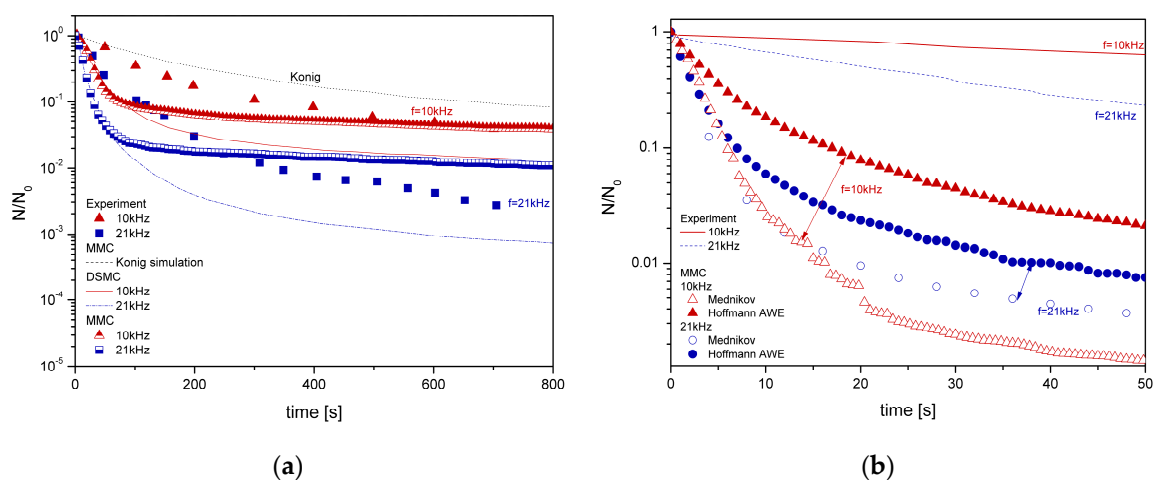 10⁰
10⁻¹
10⁻²
10⁻³
10⁻⁴
10⁻⁵
N/N₀
Konig
f=10kHz
f=21kHz
Experiment
10kHz
21kHz
MMC
Konig simulation
DSMC
10kHz
21kHz
MMC
10kHz
21kHz
0 200 400 600 800
time [s]
(a)
1
0.1
0.01
N/N₀
f=10kHz
f=21kHz
f=10kHz
f=21kHz
Experiment
10kHz
21kHz
MMC
10kHz
Mednikov
Hoffmann AWE
21kHz
Mednikov
Hoffmann AWE
0 10 20 30 40 50
time [s]
(b)